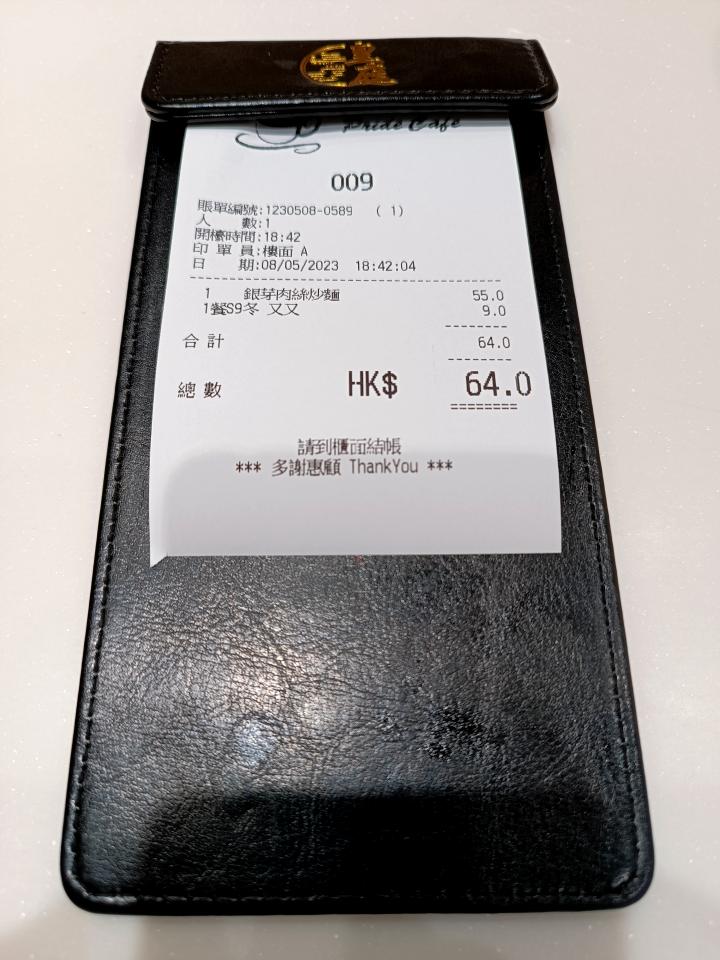 Pride Cafe
009
賬單編號:1230508-0589 ( 1)
人 數:1
開檯時間:18:42
印 單 員:樓面 A
日 期:08/05/2023 18:42:04
1 銀芽肉絲炒麵 55.0
1餐S9冬 又又 9.0
合 計 64.0
總 數 HK$ 64.0
請到櫃面結帳
*** 多謝惠顧 ThankYou ***